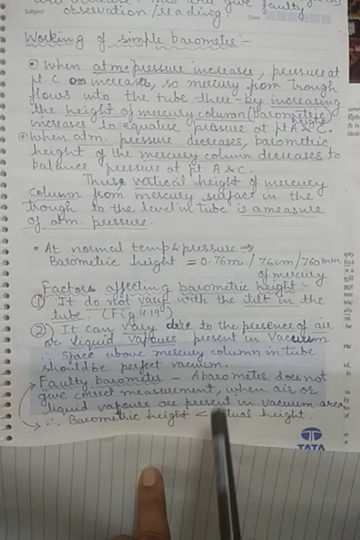 observation/reading.
Working of simple barometer :-
When atm pressure increases, pressure at
pt. C increases, so mercury from trough
flows into the tube there-by increasing
the height of mercury column (barometric
increases to equalise pressure at pt A & C.
When atm. pressure decreases, barometric
height of the mercury column decreases to
balance pressure at pt A & C.
Thus vertical height of mercury
column from mercury surface in the
trough to the level in tube is a measure
of atm. pressure.
• At normal temp & pressure ⇒
Barometric height = 0.76m / 76cm / 760mm
of mercury
Factors affecting barometric height :-
① It do not vary with the tilt in the
tube. (Fig 4.19)
② It can vary due to the presence of air
or liquid vapours present in vacuum
∴ Space above mercury column in tube
should be perfect vacuum.
Faulty barometer – A barometer does not
give correct measurement, when air or
liquid vapours are present in vacuum area
∴ Barometric height < actual height.
TATA